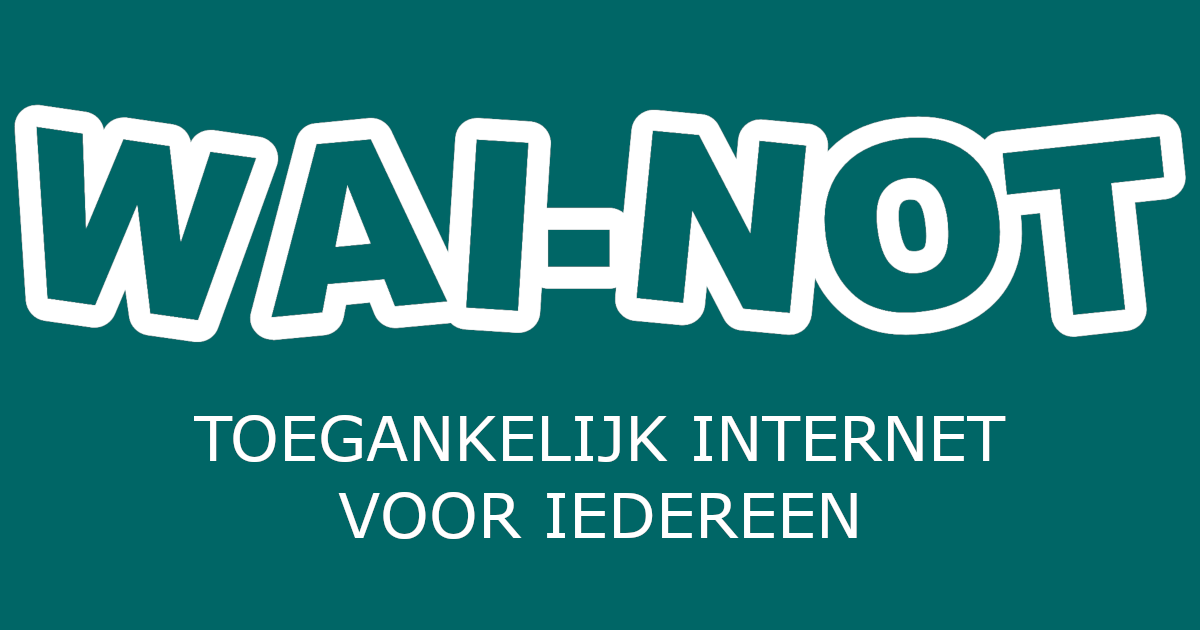 WAI-NOT
TOEGANKELIJK INTERNET
VOOR IEDEREEN